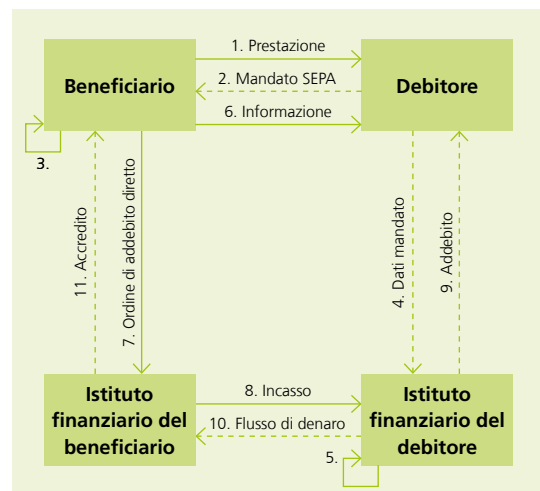 1. Prestazione
Beneficiario
2. Mandato SEPA
Debitore
6. Informazione
3.
11. Accredito
7. Ordine di addebito diretto
4. Dati mandato
9. Addebito
Istituto
finanziario del
beneficiario
8. Incasso
10. Flusso di denaro
Istituto
finanziario del
debitore
5.